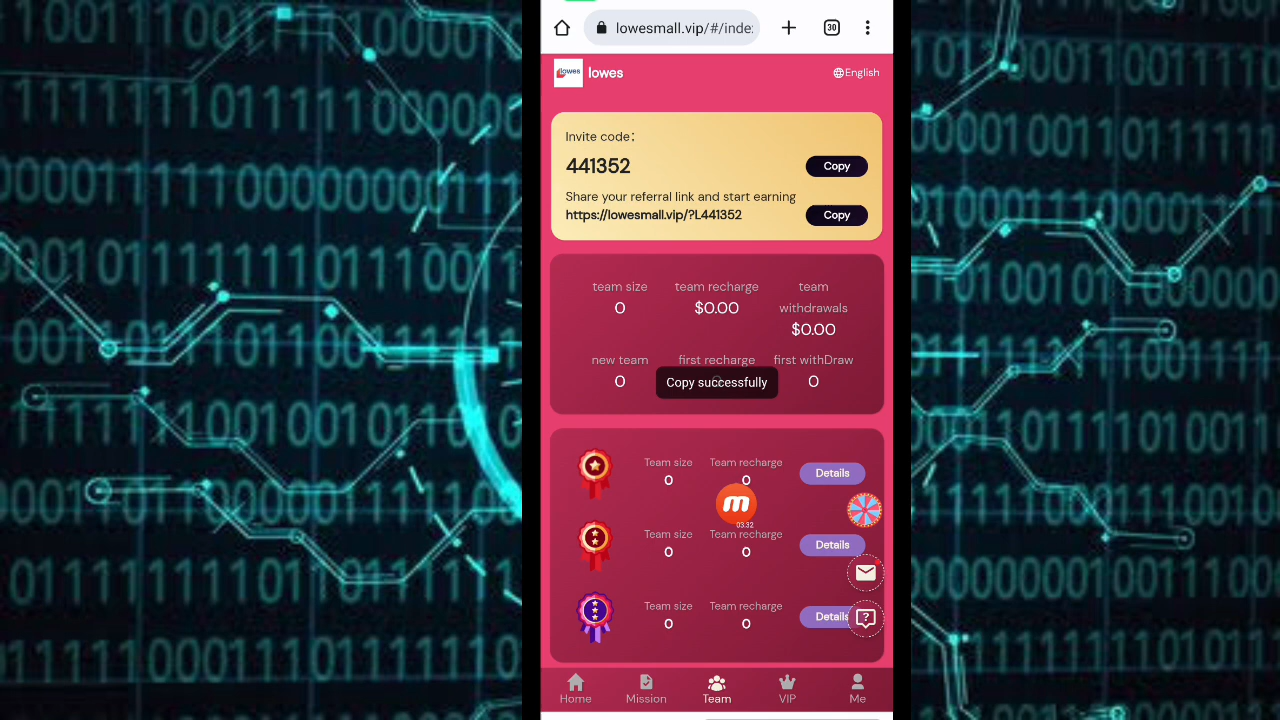 lowesmall.vip/#/inde
30
lowes
lowes
English
Invite code:
441352
Copy
Share your referral link and start earning
https://lowesmall.vip/?L441352
Copy
team size
team recharge
team withdrawals
0
$0.00
$0.00
new team
first recharge
first withDraw
0
0
Copy successfully
Team size
Team recharge
0
0
Details
03.32
Team size
Team recharge
0
0
Details
Team size
Team recharge
0
0
Details
Home
Mission
Team
VIP
Me